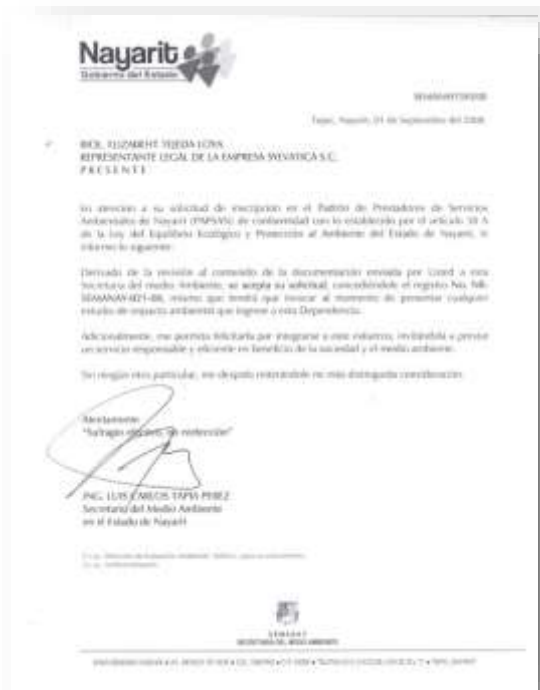 Nayarit
Gobierno del Estado
Tepic, Nayarit, 01 de Septiembre del 2008
BIOL. ELIZABEHT TEJEDA LOYA
REPRESENTANTE LEGAL DE LA EMPRESA SYLVATICA S.C.
P R E S E N T E
En atención a su solicitud de inscripción en el Padrón de Prestadores de Servicios
Ambientales de Nayarit de conformidad con lo establecido por el artículo
de la Ley del Equilibrio Ecológico y Protección al Ambiente del Estado de Nayarit, le
informo lo siguiente:
Derivado de la revisión al contenido de la documentación enviada por Usted a esta
Secretaría del medio Ambiente, se acepta su solicitud, concediéndole el registro No.
mismo que tendrá que invocar al momento de presentar cualquier
estudio de impacto ambiental que ingrese a esta Dependencia.
Adicionalmente, me permito felicitarla por integrarse a este esfuerzo, invitándola a prestar
un servicio responsable y eficiente en beneficio de la sociedad y el medio ambiente.
Sin ningún otro particular, me despido reiterándole mi más distinguida consideración.
Atentamente
"Sufragio efectivo, no reelección"
ING. LUIS CARLOS TAPIA PEREZ
Secretario del Medio Ambiente
en el Estado de Nayarit
SEMANAY
SECRETARIA DEL MEDIO AMBIENTE